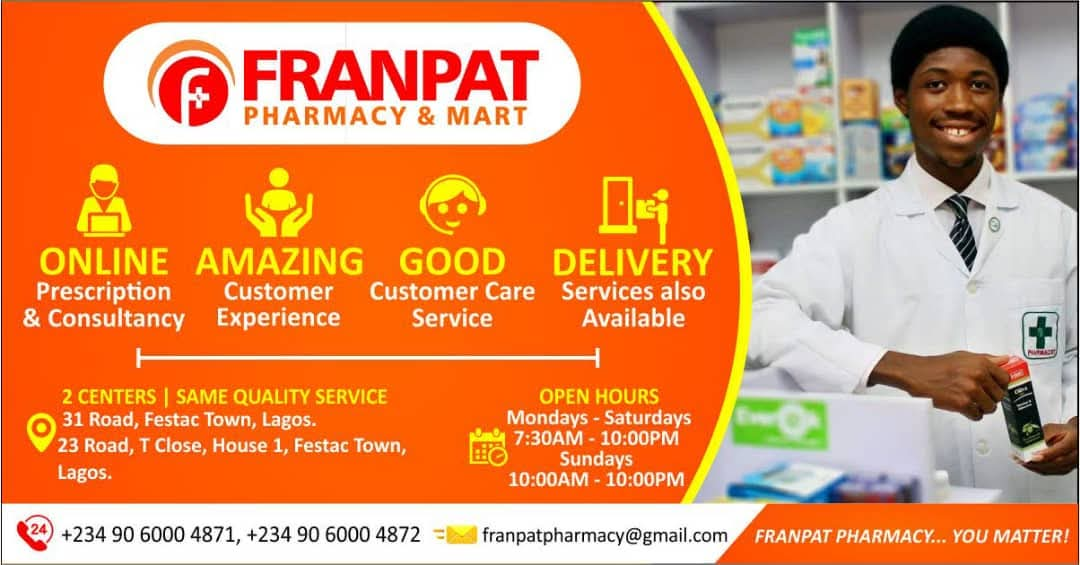 FRANPAT
PHARMACY & MART
ONLINE
Prescription
& Consultancy
AMAZING
Customer
Experience
GOOD
Customer Care
Service
DELIVERY
Services also
Available
2 CENTERS | SAME QUALITY SERVICE
31 Road, Festac Town, Lagos.
23 Road, T Close, House 1, Festac Town,
Lagos.
OPEN HOURS
Mondays - Saturdays
7:30AM - 10:00PM
Sundays
10:00AM - 10:00PM
PHARMACIST
24
+234 90 6000 4871, +234 90 6000 4872
franpatpharmacy@gmail.com
FRANPAT PHARMACY... YOU MATTER!